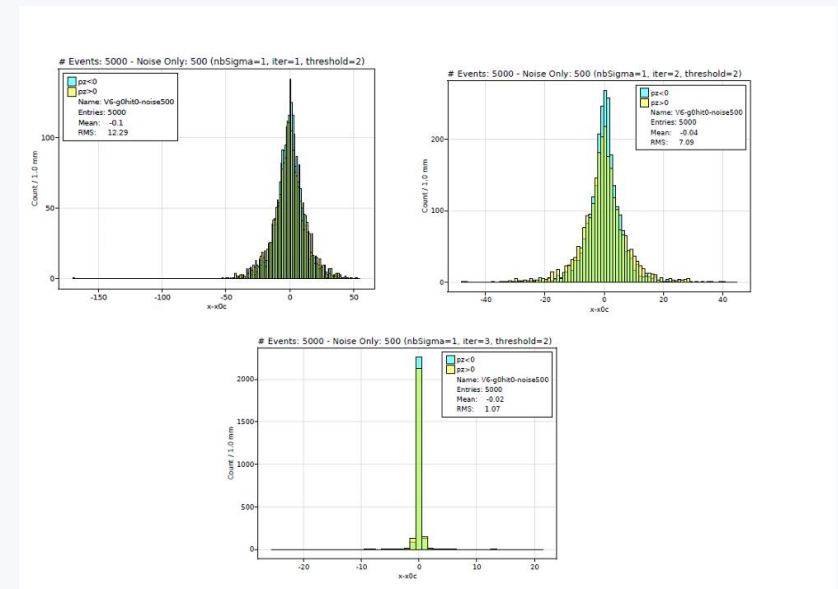 # Events: 5000 - Noise Only: 500 (nbSigma=1, iter=1, threshold=2)
pz<0
pz>0
Name: V6-g0hit0-noise500
Entries: 5000
Mean: -0.1
RMS: 12.29
100
50
0
Count / 1.0 mm
-150
-100
-50
0
50
x-x0c
# Events: 5000 - Noise Only: 500 (nbSigma=1, iter=2, threshold=2)
pz<0
pz>0
Name: V6-g0hit0-noise500
Entries: 5000
Mean: -0.04
RMS: 7.09
200
100
0
Count / 1.0 mm
-40
-20
0
20
40
x-x0c
# Events: 5000 - Noise Only: 500 (nbSigma=1, iter=3, threshold=2)
pz<0
pz>0
Name: V6-g0hit0-noise500
Entries: 5000
Mean: -0.02
RMS: 1.07
2000
1500
1000
500
0
Count / 1.0 mm
-20
-10
0
10
20
x-x0c